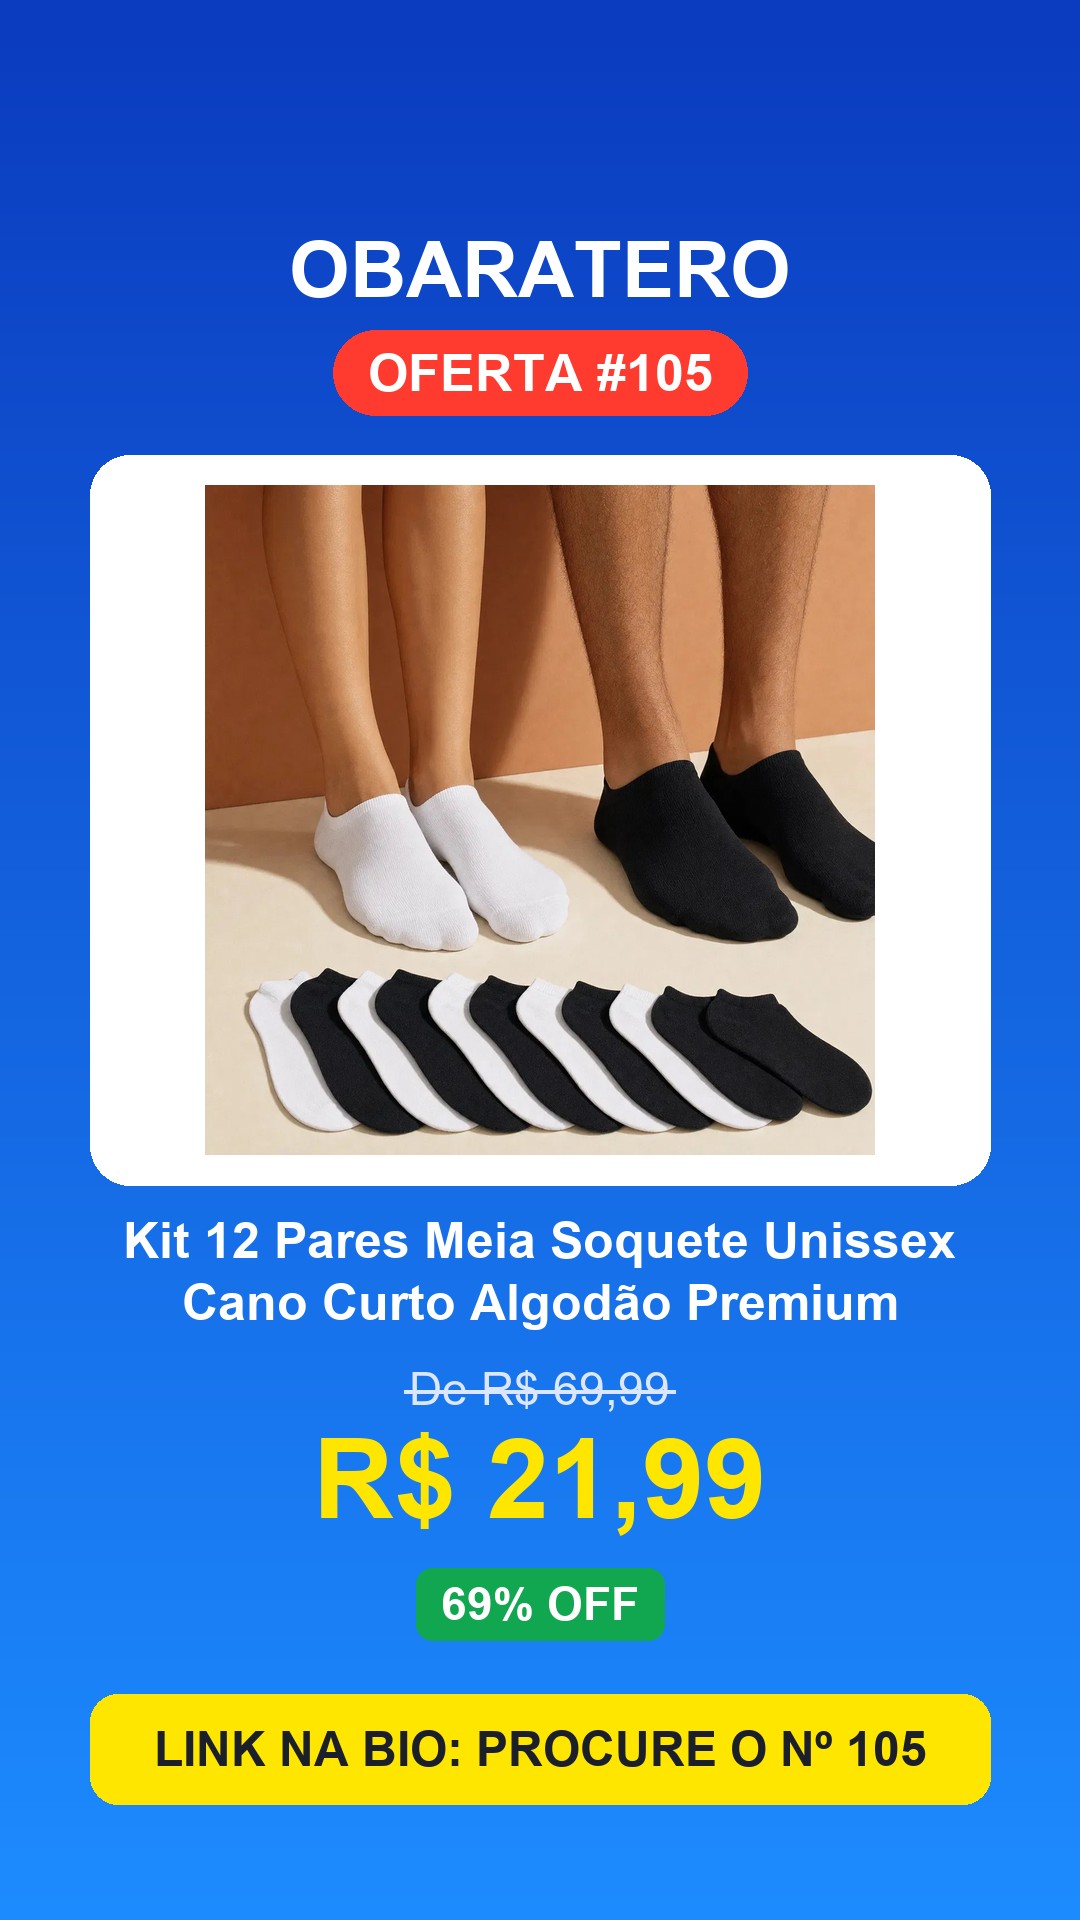 OBARATERO
OFERTA #105
Kit 12 Pares Meia Soquete Unissex
Cano Curto Algodão Premium
De R$ 69,99
R$ 21,99
69% OFF
LINK NA BIO: PROCURE O Nº 105